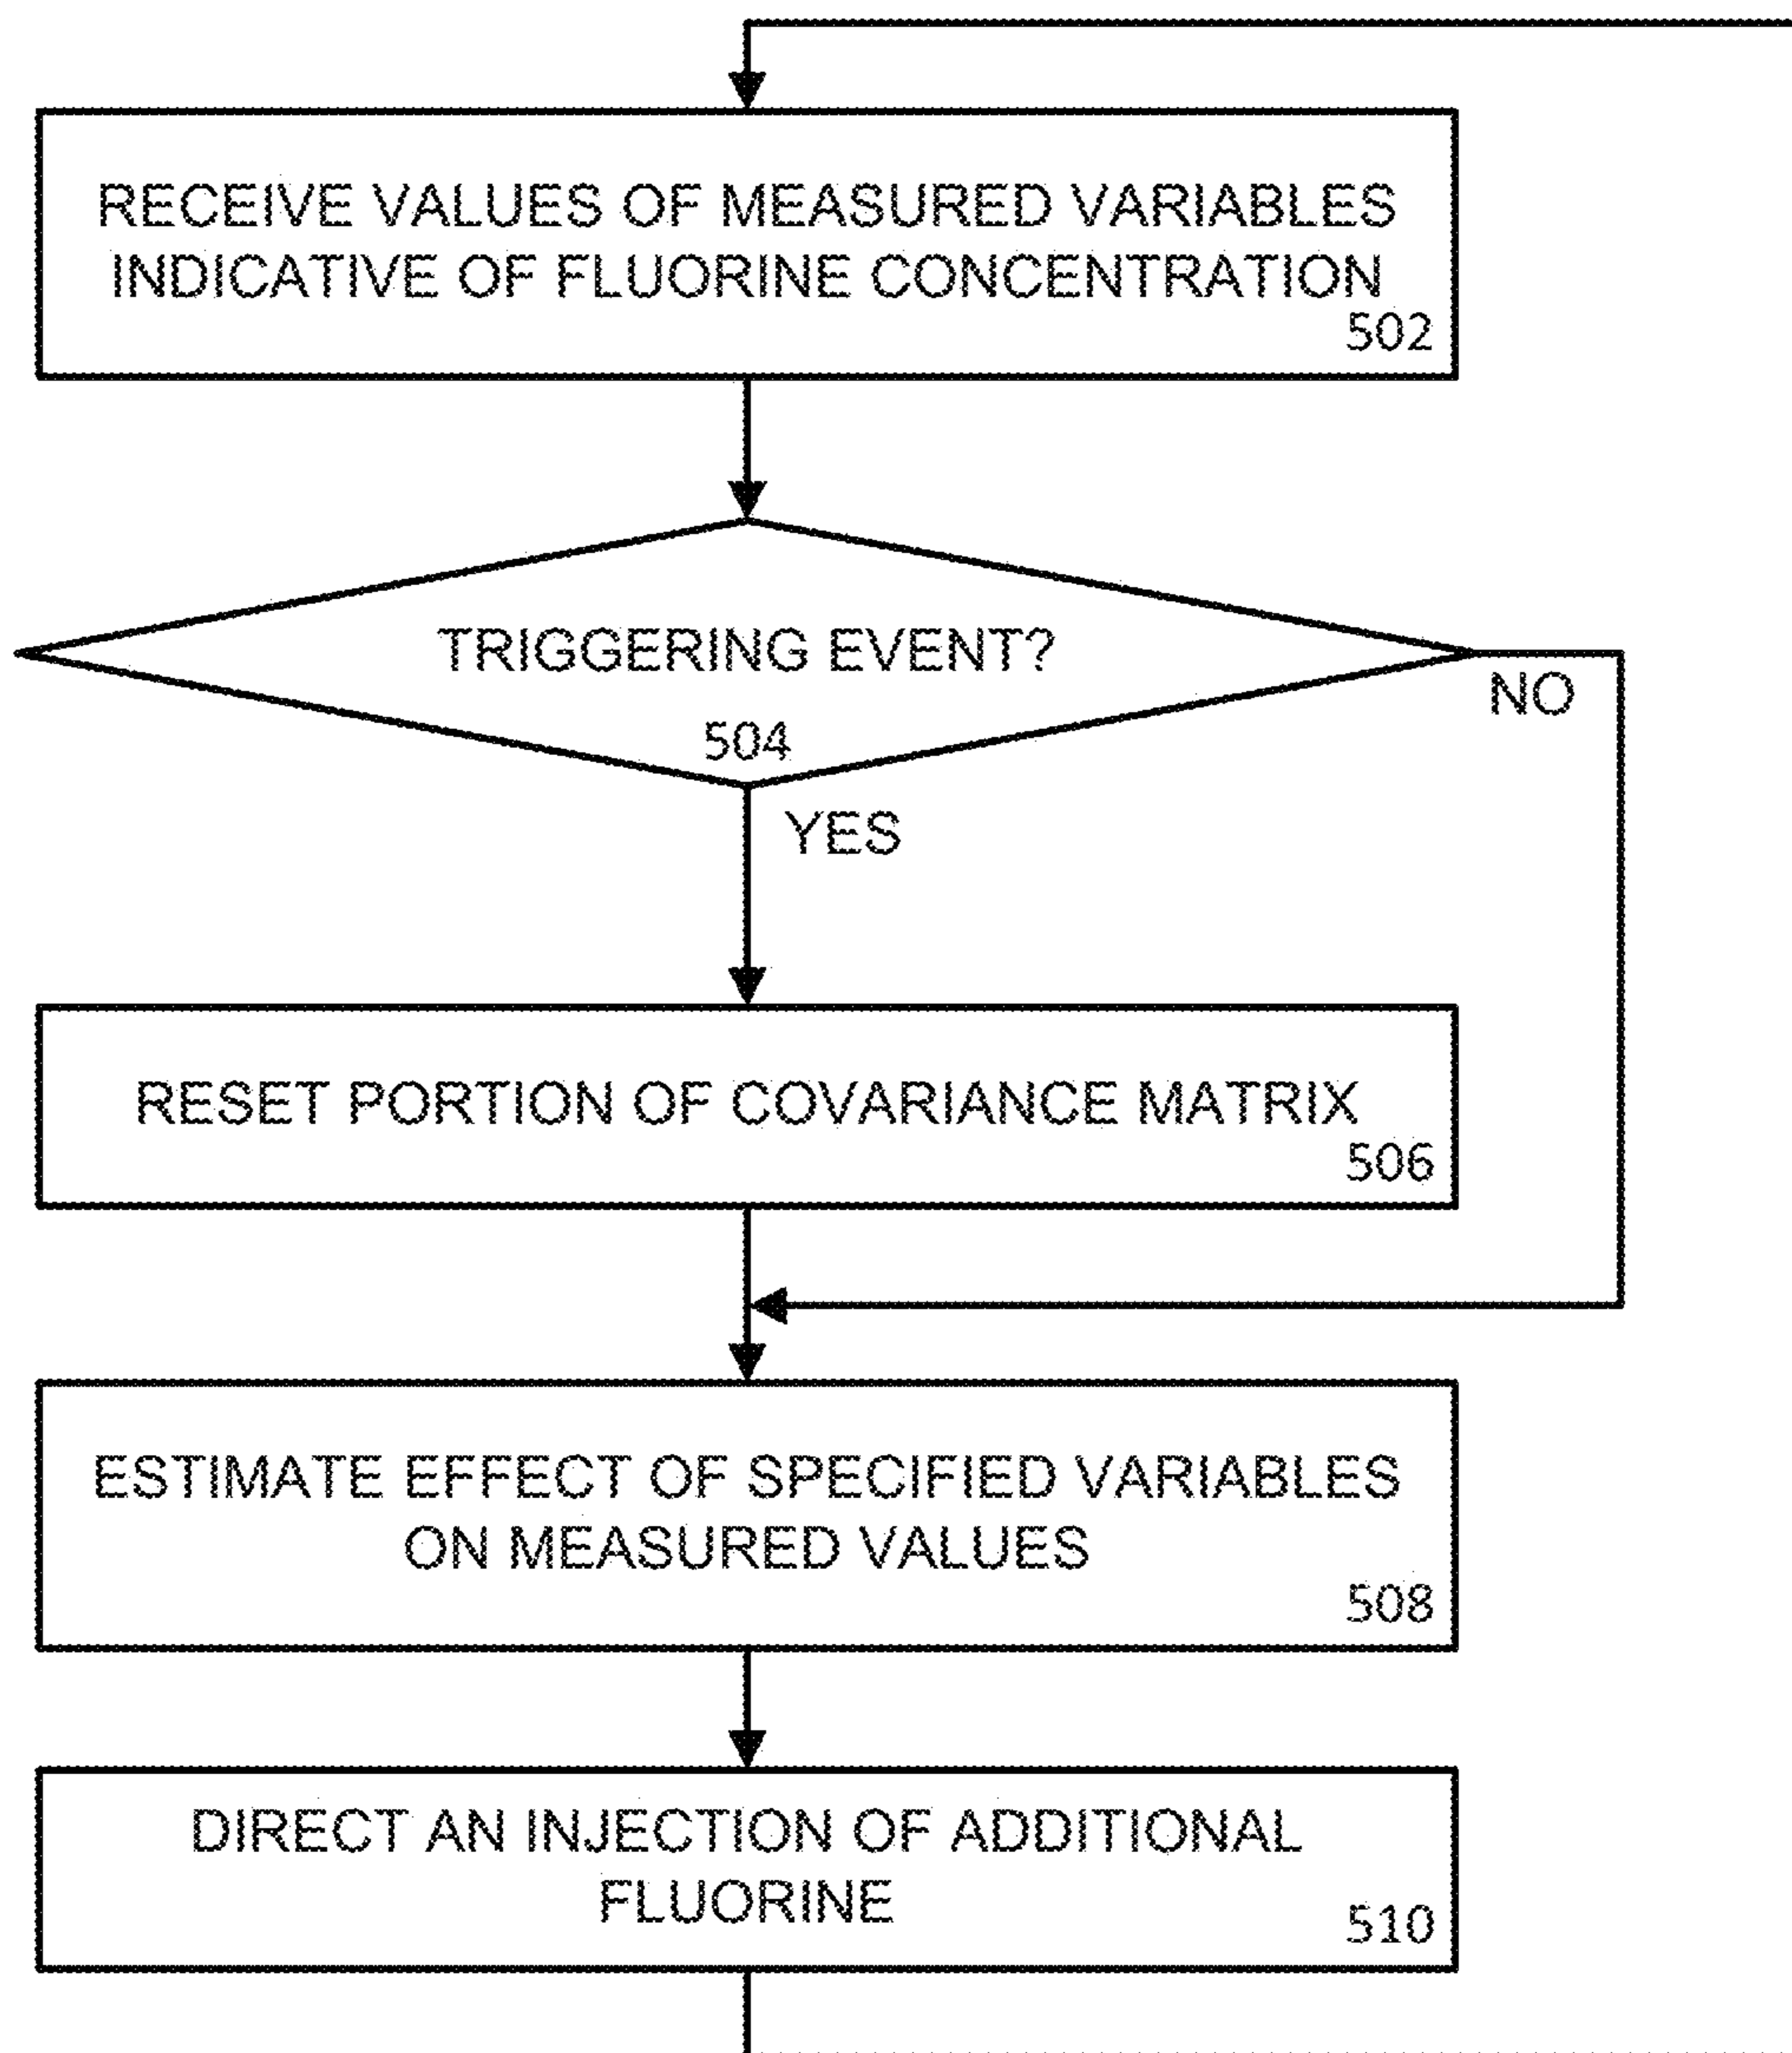 RECEIVE VALUES OF MEASURED VARIABLES
INDICATIVE OF FLUORINE CONCENTRATION
502
TRIGGERING EVENT?
NO
504
YES
RESET PORTION OF COVARIANCE MATRIX
506
ESTIMATE EFFECT OF SPECIFIED VARIABLES
ON MEASURED VALUES
508
DIRECT AN INJECTION OF ADDITIONAL
FLUORINE
510